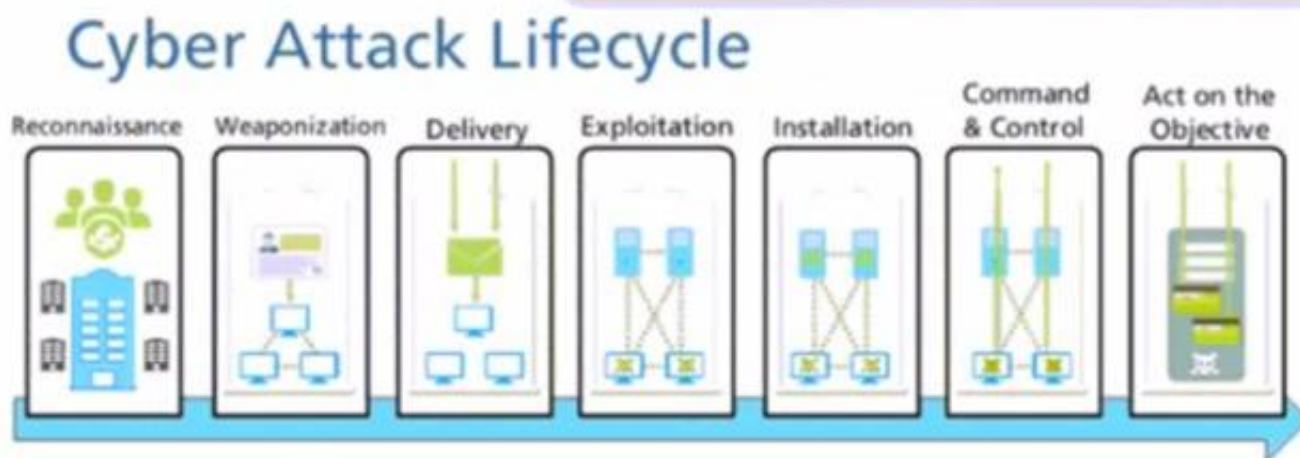 Cyber Attack Lifecycle
Reconnaissance
Weaponization
Delivery
Exploitation
Installation
Command
& Control
Act on the
Objective